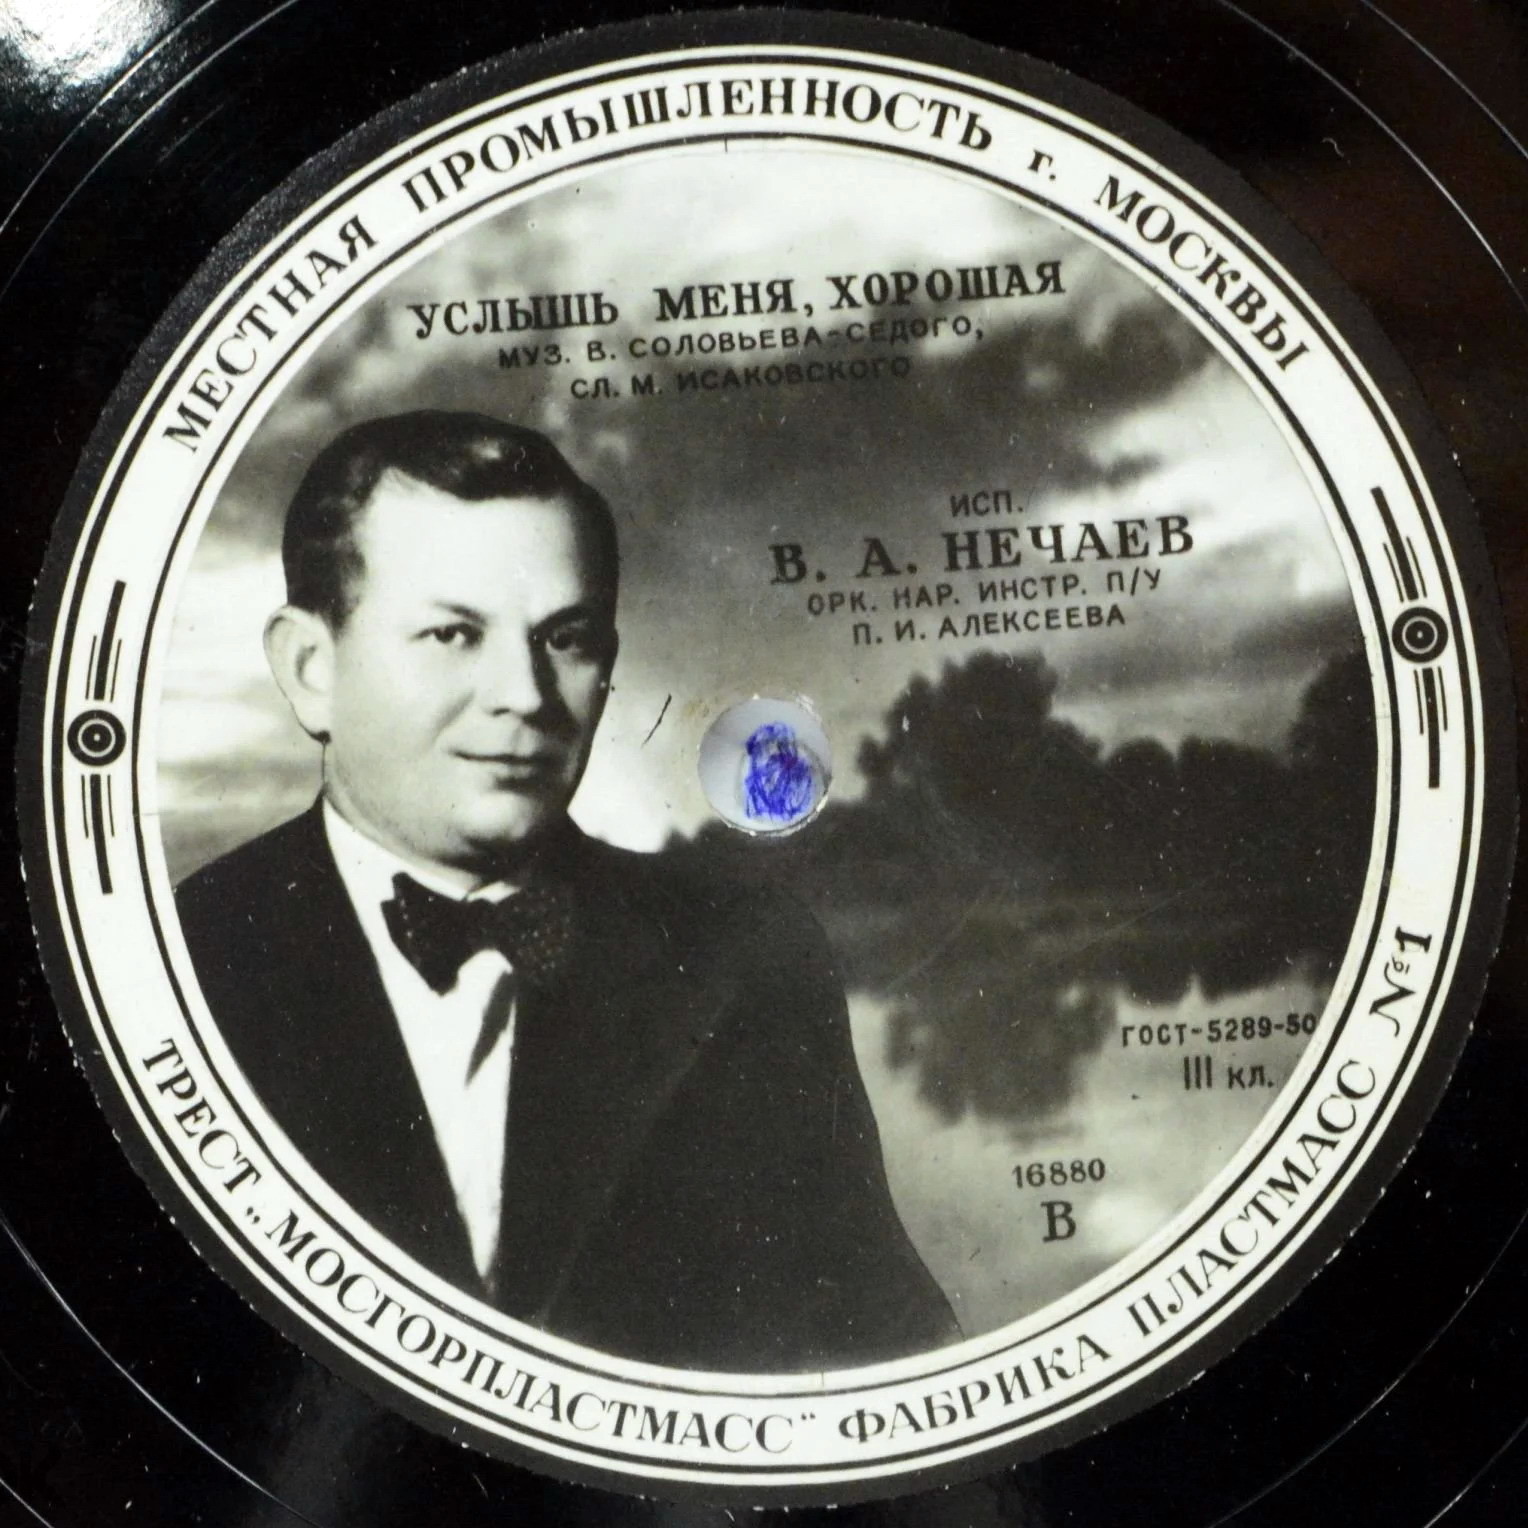 МЕСТНАЯ ПРОМЫШЛЕННОСТЬ г. МОСКВЫ
УСЛЫШЬ МЕНЯ, ХОРОШАЯ
МУЗ. В. СОЛОВЬЕВА-СЕДОГО,
СЛ. М. ИСАКОВСКОГО
ИСП.
В. А. НЕЧАЕВ
ОРК. НАР. ИНСТР. П/У
П. И. АЛЕКСЕЕВА
ГОСТ-5289-50
III кл.
16880
В
ТРЕСТ „МОСГОРПЛАСТМАСС“ ФАБРИКА ПЛАСТМАСС №1